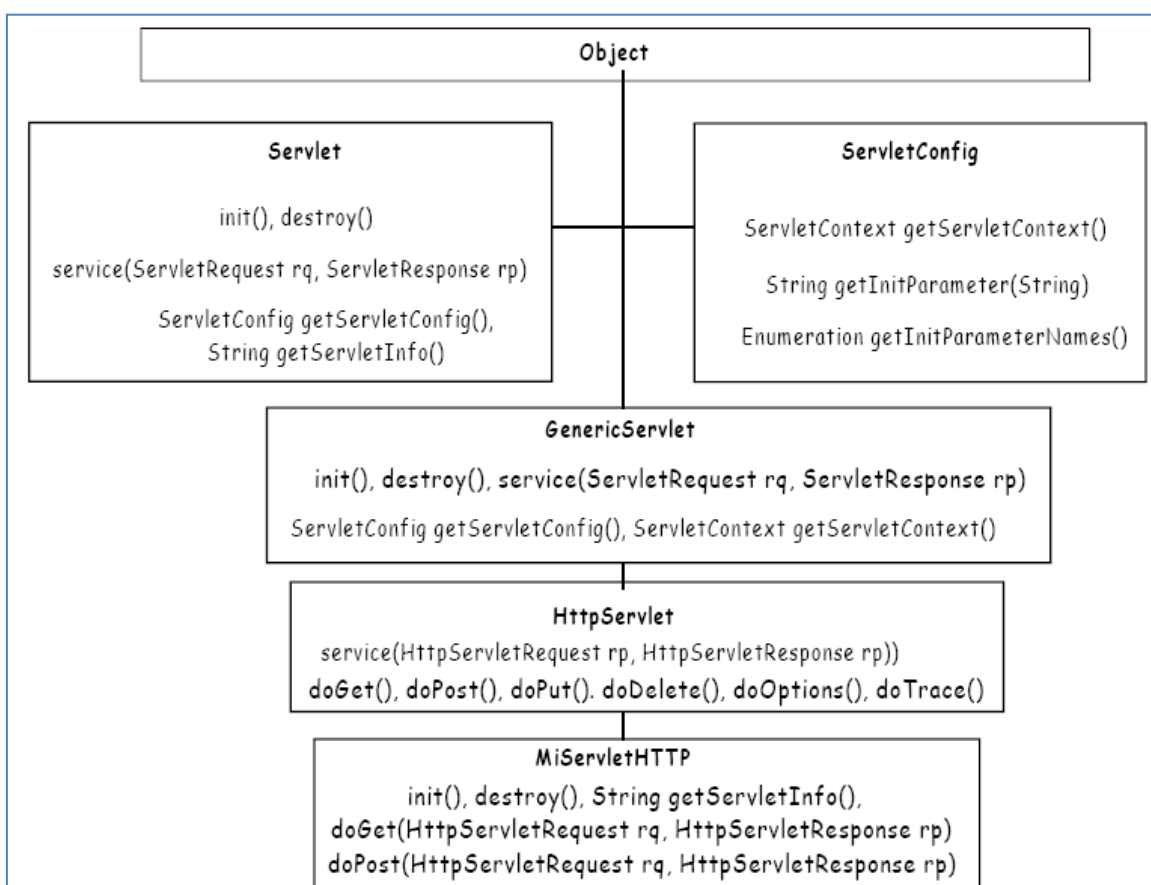 Object
Servlet
init(), destroy()
service(ServletRequest rq, ServletResponse rp)
ServletConfig getServletConfig(),
String getServletInfo()
ServletConfig
ServletContext getServletContext()
String getInitParameter(String)
Enumeration getInitParameterNames()
GenericServlet
init(), destroy(), service(ServletRequest rq, ServletResponse rp)
ServletConfig getServletConfig(), ServletContext getServletContext()
HttpServlet
service(HttpServletRequest rp, HttpServletResponse rp))
doGet(), doPost(), doPut(). doDelete(), doOptions(), doTrace()
MiServletHTTP
init(), destroy(), String getServletInfo(),
doGet(HttpServletRequest rq, HttpServletResponse rp)
doPost(HttpServletRequest rq, HttpServletResponse rp)